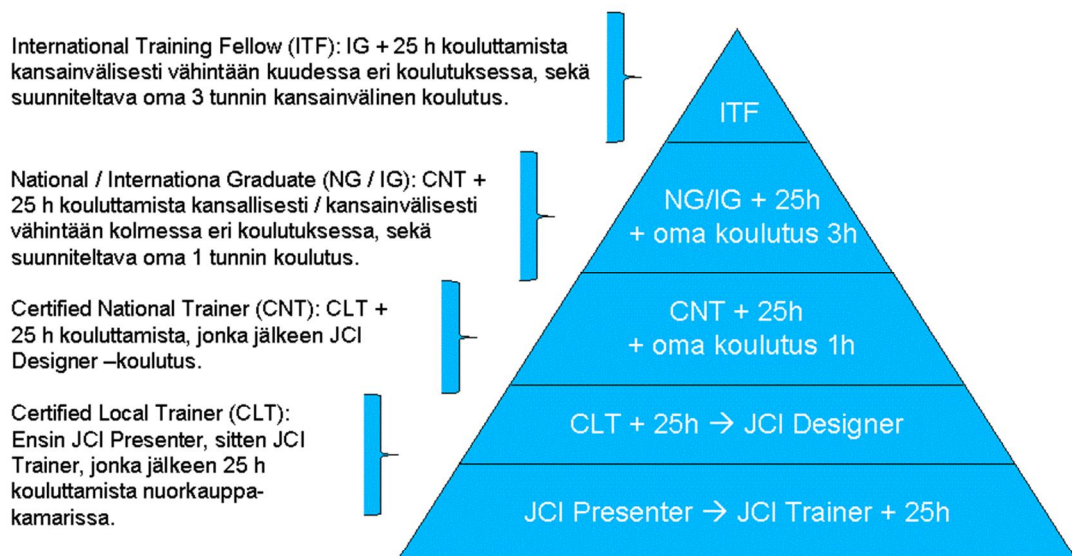 International Training Fellow (ITF): IG + 25 h kouluttamista
kansainvälisesti vähintään kuudessa eri koulutuksessa, sekä
suunniteltava oma 3 tunnin kansainvälinen koulutus.
ITF
National / Internationa Graduate (NG / IG): CNT +
25 h kouluttamista kansallisesti / kansainvälisesti
vähintään kolmessa eri koulutuksessa, sekä
suunniteltava oma 1 tunnin koulutus.
NG/IG + 25h
+ oma koulutus 3h
Certified National Trainer (CNT): CLT +
25 h kouluttamista, jonka jälkeen JCI
Designer –koulutus.
CNT + 25h
+ oma koulutus 1h
Certified Local Trainer (CLT):
Ensin JCI Presenter, sitten JCI
Trainer, jonka jälkeen 25 h
kouluttamista nuorkauppa-
kamarissa.
CLT + 25h → JCI Designer
JCI Presenter → JCI Trainer + 25h